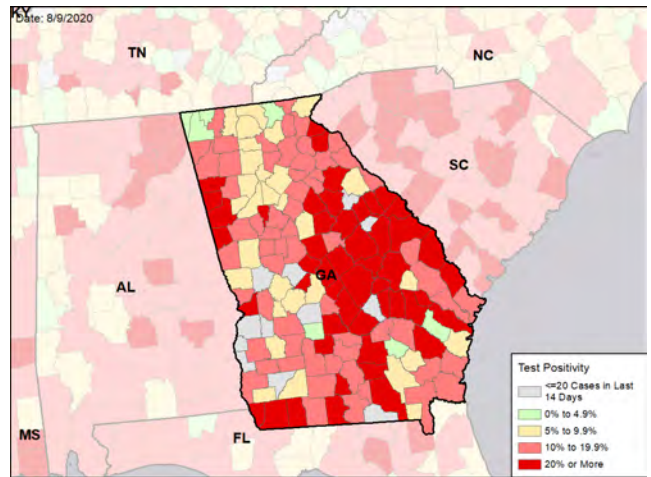 KY
Date: 8/9/2020
TN
NC
SC
AL
GA
MS
FL
Test Positivity
<=20 Cases in Last
14 Days
0% to 4.9%
5% to 9.9%
10% to 19.9%
20% or More